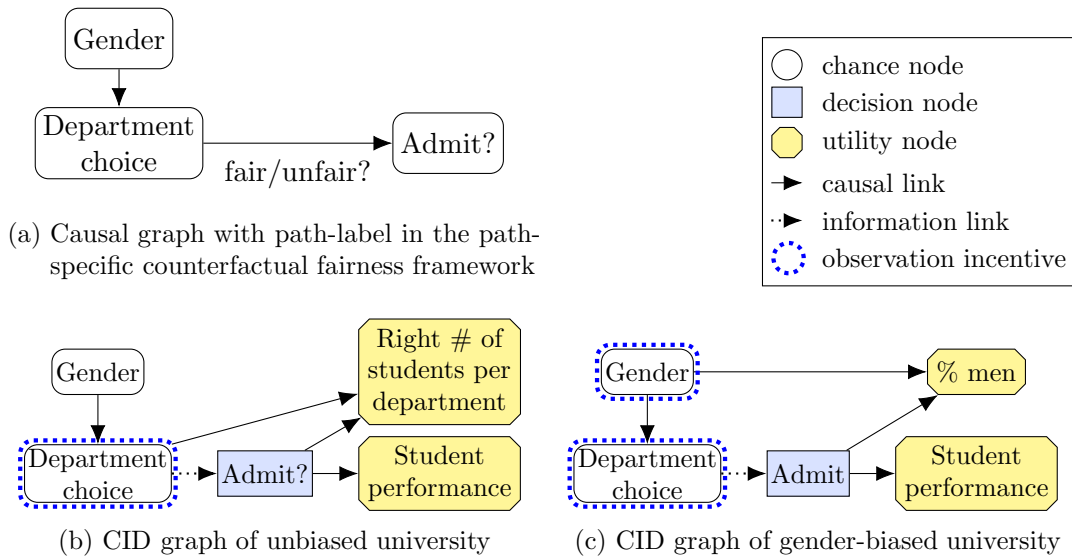 Gender
Department
choice
fair/unfair?
Admit?
(a) Causal graph with path-label in the path-
specific counterfactual fairness framework
chance node
decision node
utility node
causal link
information link
observation incentive
Gender
Department
choice
Admit?
Right # of
students per
department
Student
performance
(b) CID graph of unbiased university
Gender
Department
choice
Admit
% men
Student
performance
(c) CID graph of gender-biased university